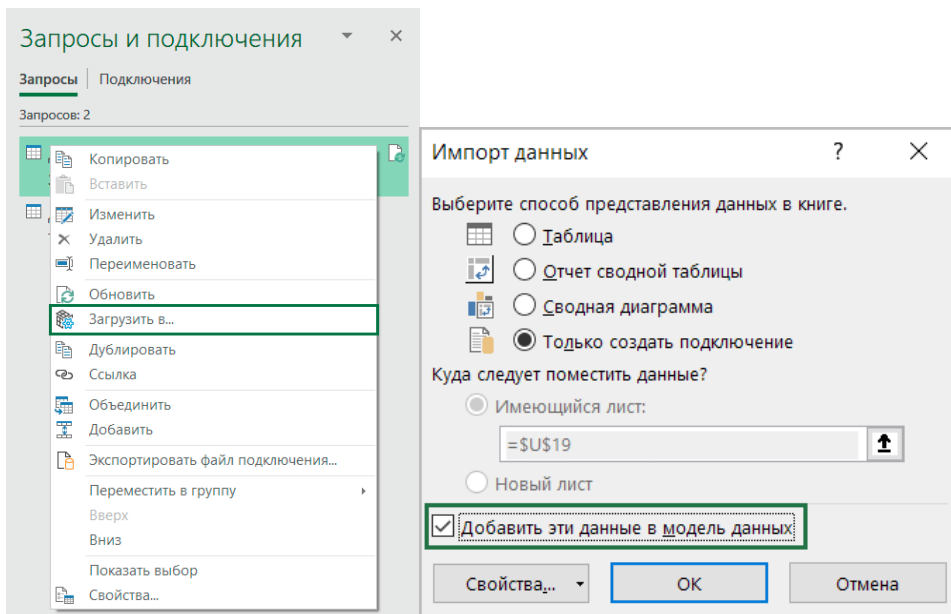 Запросы и подключения
Запросы
Подключения
Запросов: 2
Копировать
Вставить
Изменить
Удалить
Переименовать
Обновить
Загрузить в...
Дублировать
Ссылка
Объединить
Добавить
Экспортировать файл подключения...
Переместить в группу
Вверх
Вниз
Показать выбор
Свойства...
Импорт данных
?
Выберите способ представления данных в книге.
Таблица
Отчет сводной таблицы
Сводная диаграмма
Только создать подключение
Куда следует поместить данные?
Имеющийся лист:
=$U$19
Новый лист
Добавить эти данные в модель данных
Свойства...
ОК
Отмена